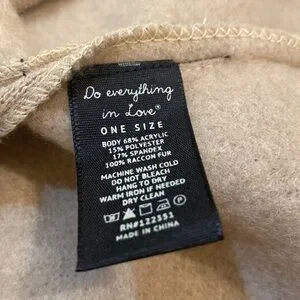 Do everything
in Love®
ONE SIZE
BODY 68% ACRYLIC
15% POLYESTER
17% SPANDEX
100% RACCON FUR
MACHINE WASH COLD
DO NOT BLEACH
HANG TO DRY
WARM IRON IF NEEDED
DRY CLEAN
P
RN#122551
MADE IN CHINA